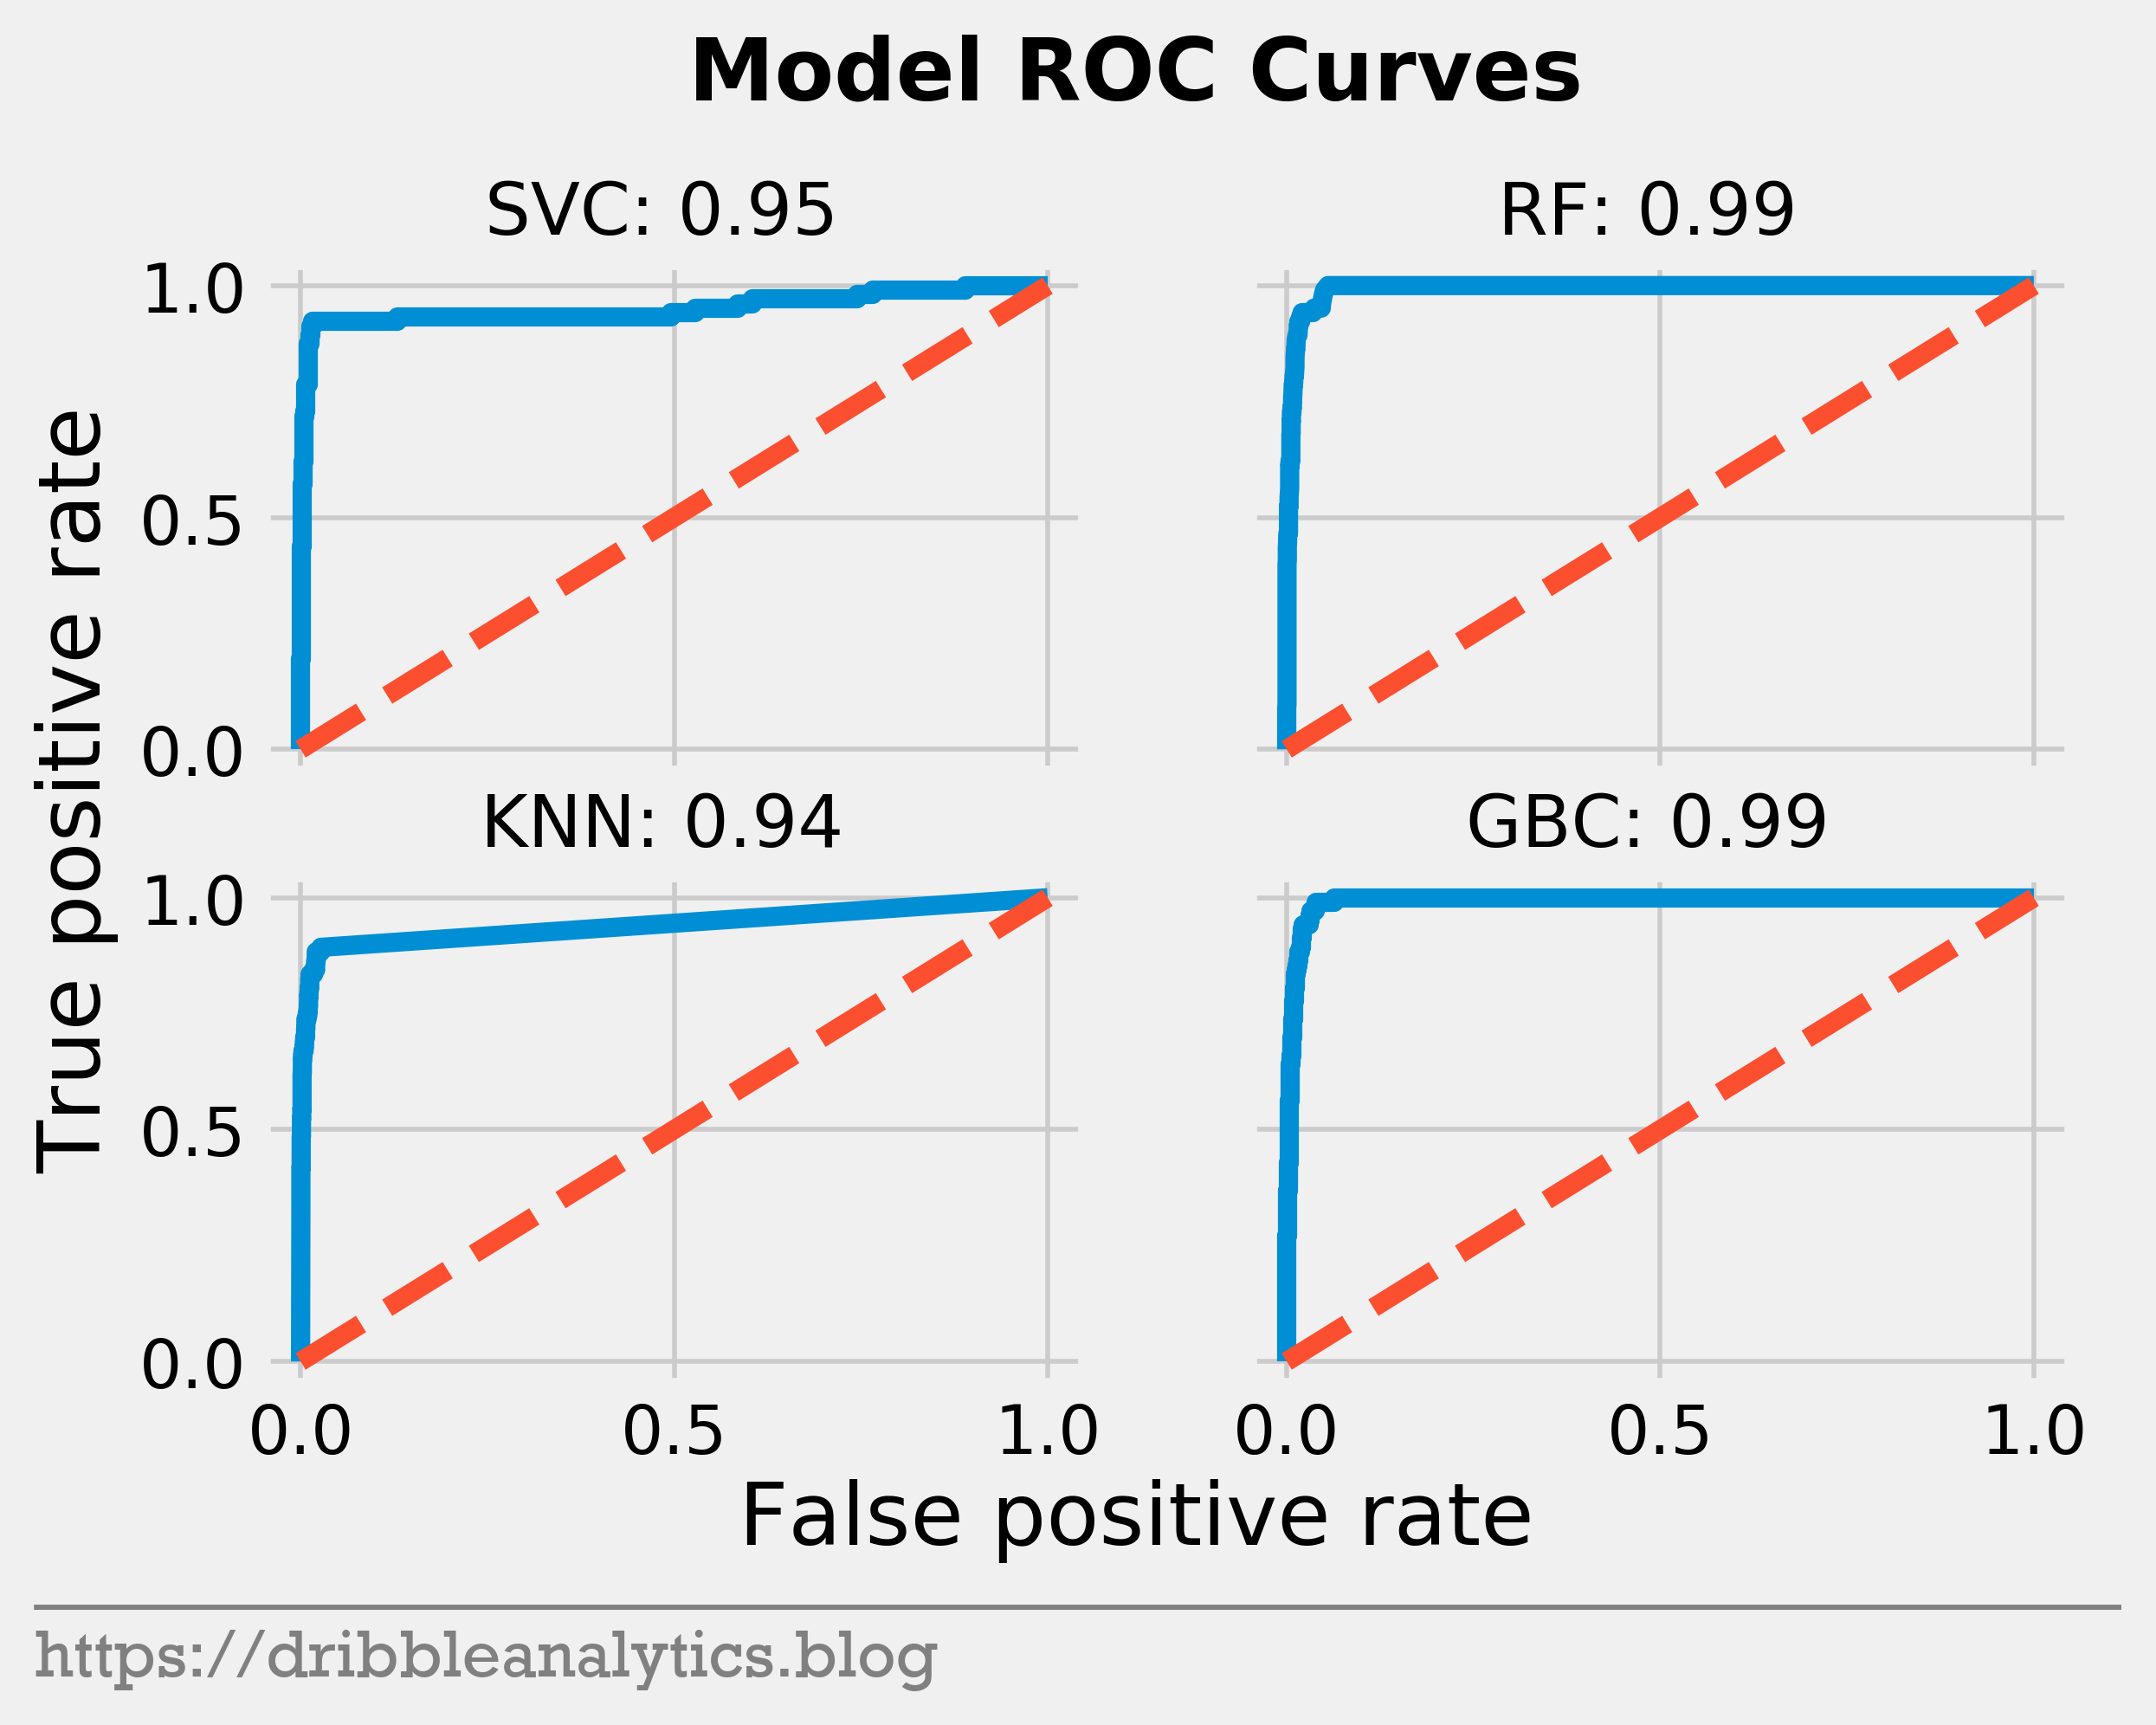 Model ROC Curves
SVC: 0.95
RF: 0.99
1.0
0.5
0.0
KNN: 0.94
GBC: 0.99
1.0
0.5
0.0
True positive rate
0.0 0.5 1.0 0.0 0.5 1.0
False positive rate
https://dribbleanalytics.blog